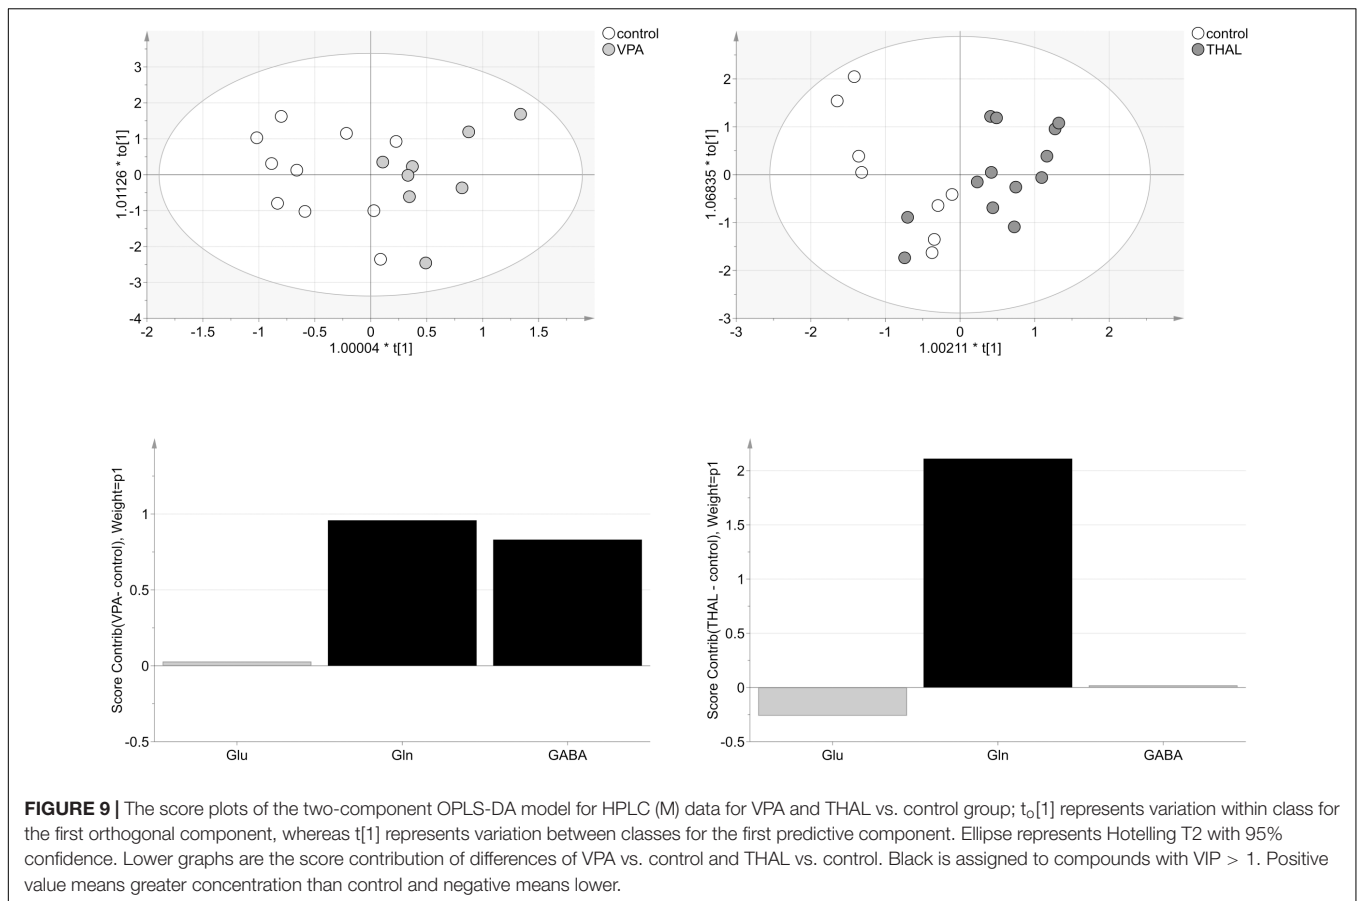 control
VPA
3
2
1
0
-1
-2
-3
-4
1.01126 * to[1]
-2
-1
-1
-0.5
0
0.5
1
1.5
1.00004 * t[1]
control
THAL
2
1
0
-1
-2
-3
1.06835 * to[1]
-3
-1
0
1
2
1.00211 * t[1]
Score Contrib(VPA- control), Weight=p1
1
0.5
0
-0.5
Glu Gln GABA
Score Contrib(THAL - control), Weight=p1
2
1.5
1
0.5
0
-0.5
Glu Gln GABA
FIGURE 9 | The score plots of the two-component OPLS-DA model for HPLC (M) data for VPA and THAL vs. control group; to[1] represents variation within class for
the first orthogonal component, whereas t[1] represents variation between classes for the first predictive component. Ellipse represents Hotelling T2 with 95%
confidence. Lower graphs are the score contribution of differences of VPA vs. control and THAL vs. control. Black is assigned to compounds with VIP > 1. Positive
value means greater concentration than control and negative means lower.